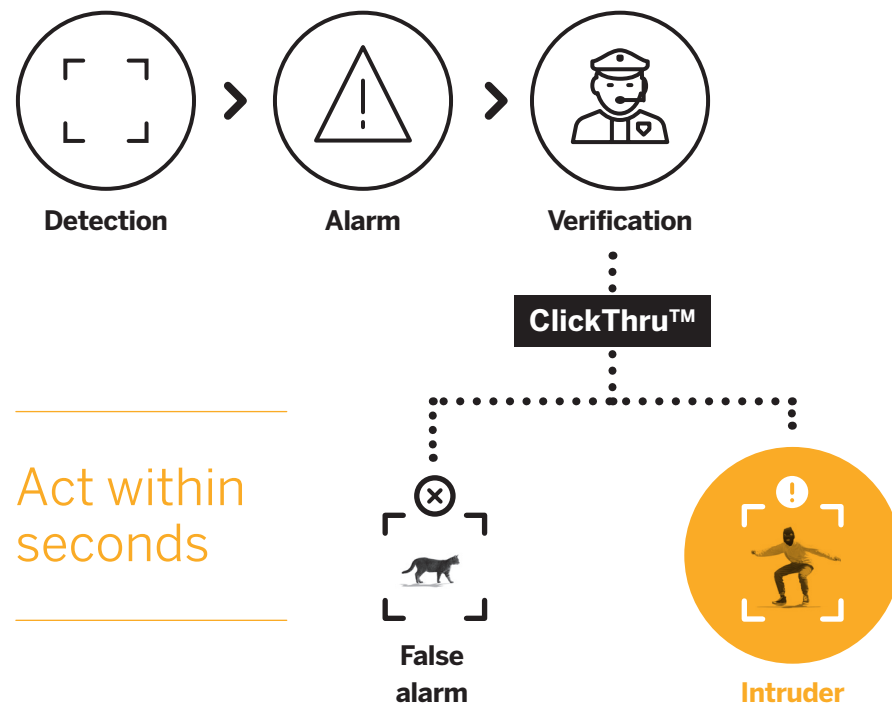 Detection
Alarm
Verification
ClickThru™
Act within
seconds
False
alarm
Intruder